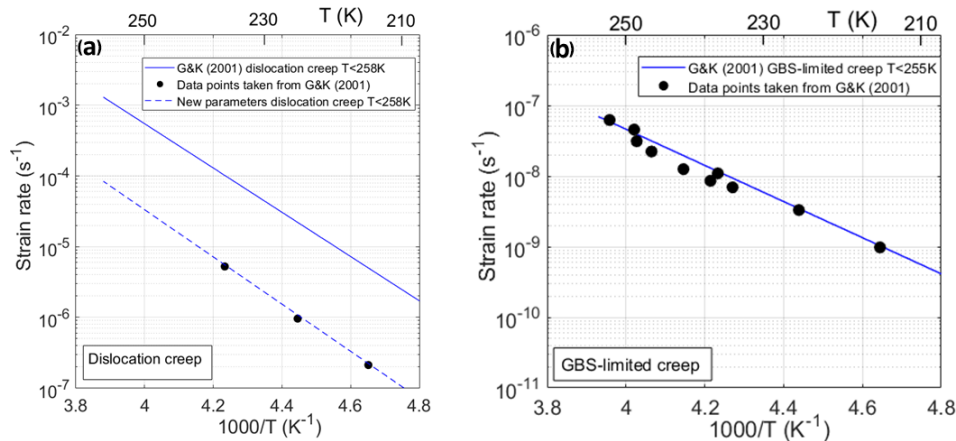 T (K)
250 230 210
(a)
10-2
10-3
10-4
10-5
10-6
10-7
Strain rate (s-1)
G&K (2001) dislocation creep T<258K
Data points taken from G&K (2001)
New parameters dislocation creep T<258K
Dislocation creep
3.8 4 4.2 4.4 4.6 4.8
1000/T (K-1)
T (K)
250 230 210
(b)
10-6
10-7
10-8
10-9
10-10
10-11
Strain rate (s-1)
G&K (2001) GBS-limited creep T<255K
Data points taken from G&K (2001)
GBS-limited creep
3.8 4 4.2 4.4 4.6 4.8
1000/T (K-1)